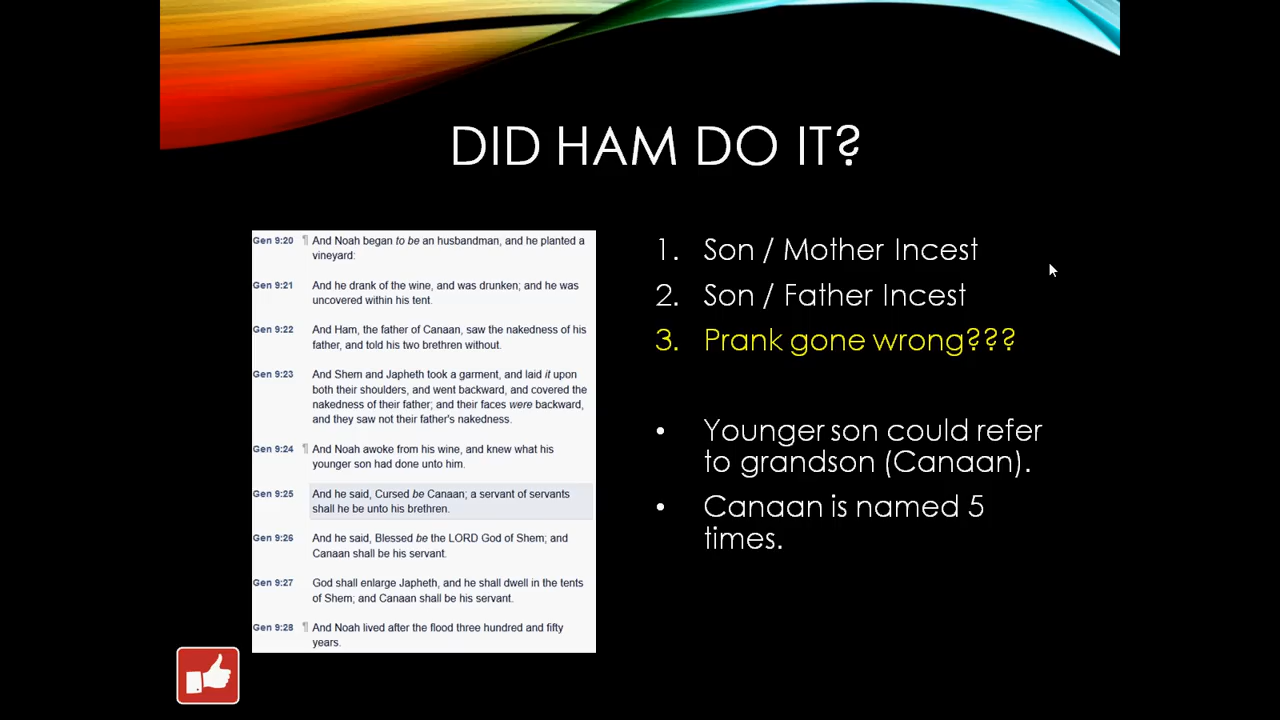 DID HAM DO IT?
Gen 9:20 ¶ And Noah began to be an husbandman, and he planted a
vineyard:
Gen 9:21 And he drank of the wine, and was drunken; and he was
uncovered within his tent.
Gen 9:22 And Ham, the father of Canaan, saw the nakedness of his
father, and told his two brethren without.
Gen 9:23 And Shem and Japheth took a garment, and laid it upon
both their shoulders, and went backward, and covered the
nakedness of their father; and their faces were backward,
and they saw not their father's nakedness.
Gen 9:24 ¶ And Noah awoke from his wine, and knew what his
younger son had done unto him.
Gen 9:25 And he said, Cursed be Canaan; a servant of servants
shall he be unto his brethren.
Gen 9:26 And he said, Blessed be the LORD God of Shem; and
Canaan shall be his servant.
Gen 9:27 God shall enlarge Japheth, and he shall dwell in the tents
of Shem; and Canaan shall be his servant.
Gen 9:28 ¶ And Noah lived after the flood three hundred and fifty
years.
1. Son / Mother Incest
2. Son / Father Incest
3. Prank gone wrong???
• Younger son could refer
to grandson (Canaan).
• Canaan is named 5
times.